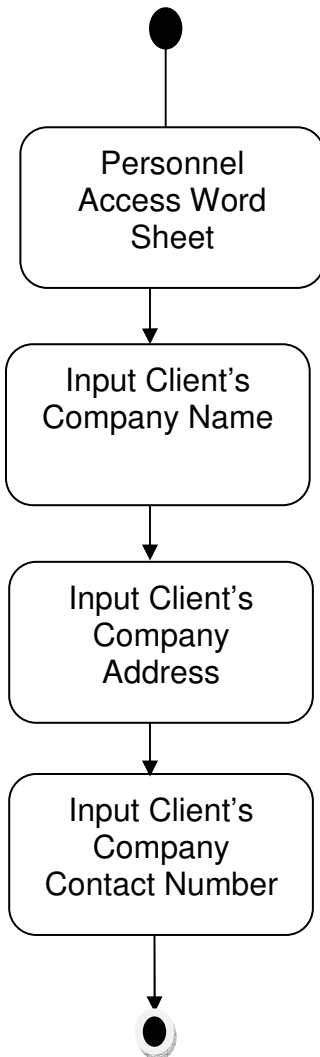 Personnel
Access Word
Sheet
Input Client’s
Company Name
Input Client’s
Company
Address
Input Client’s
Company
Contact Number